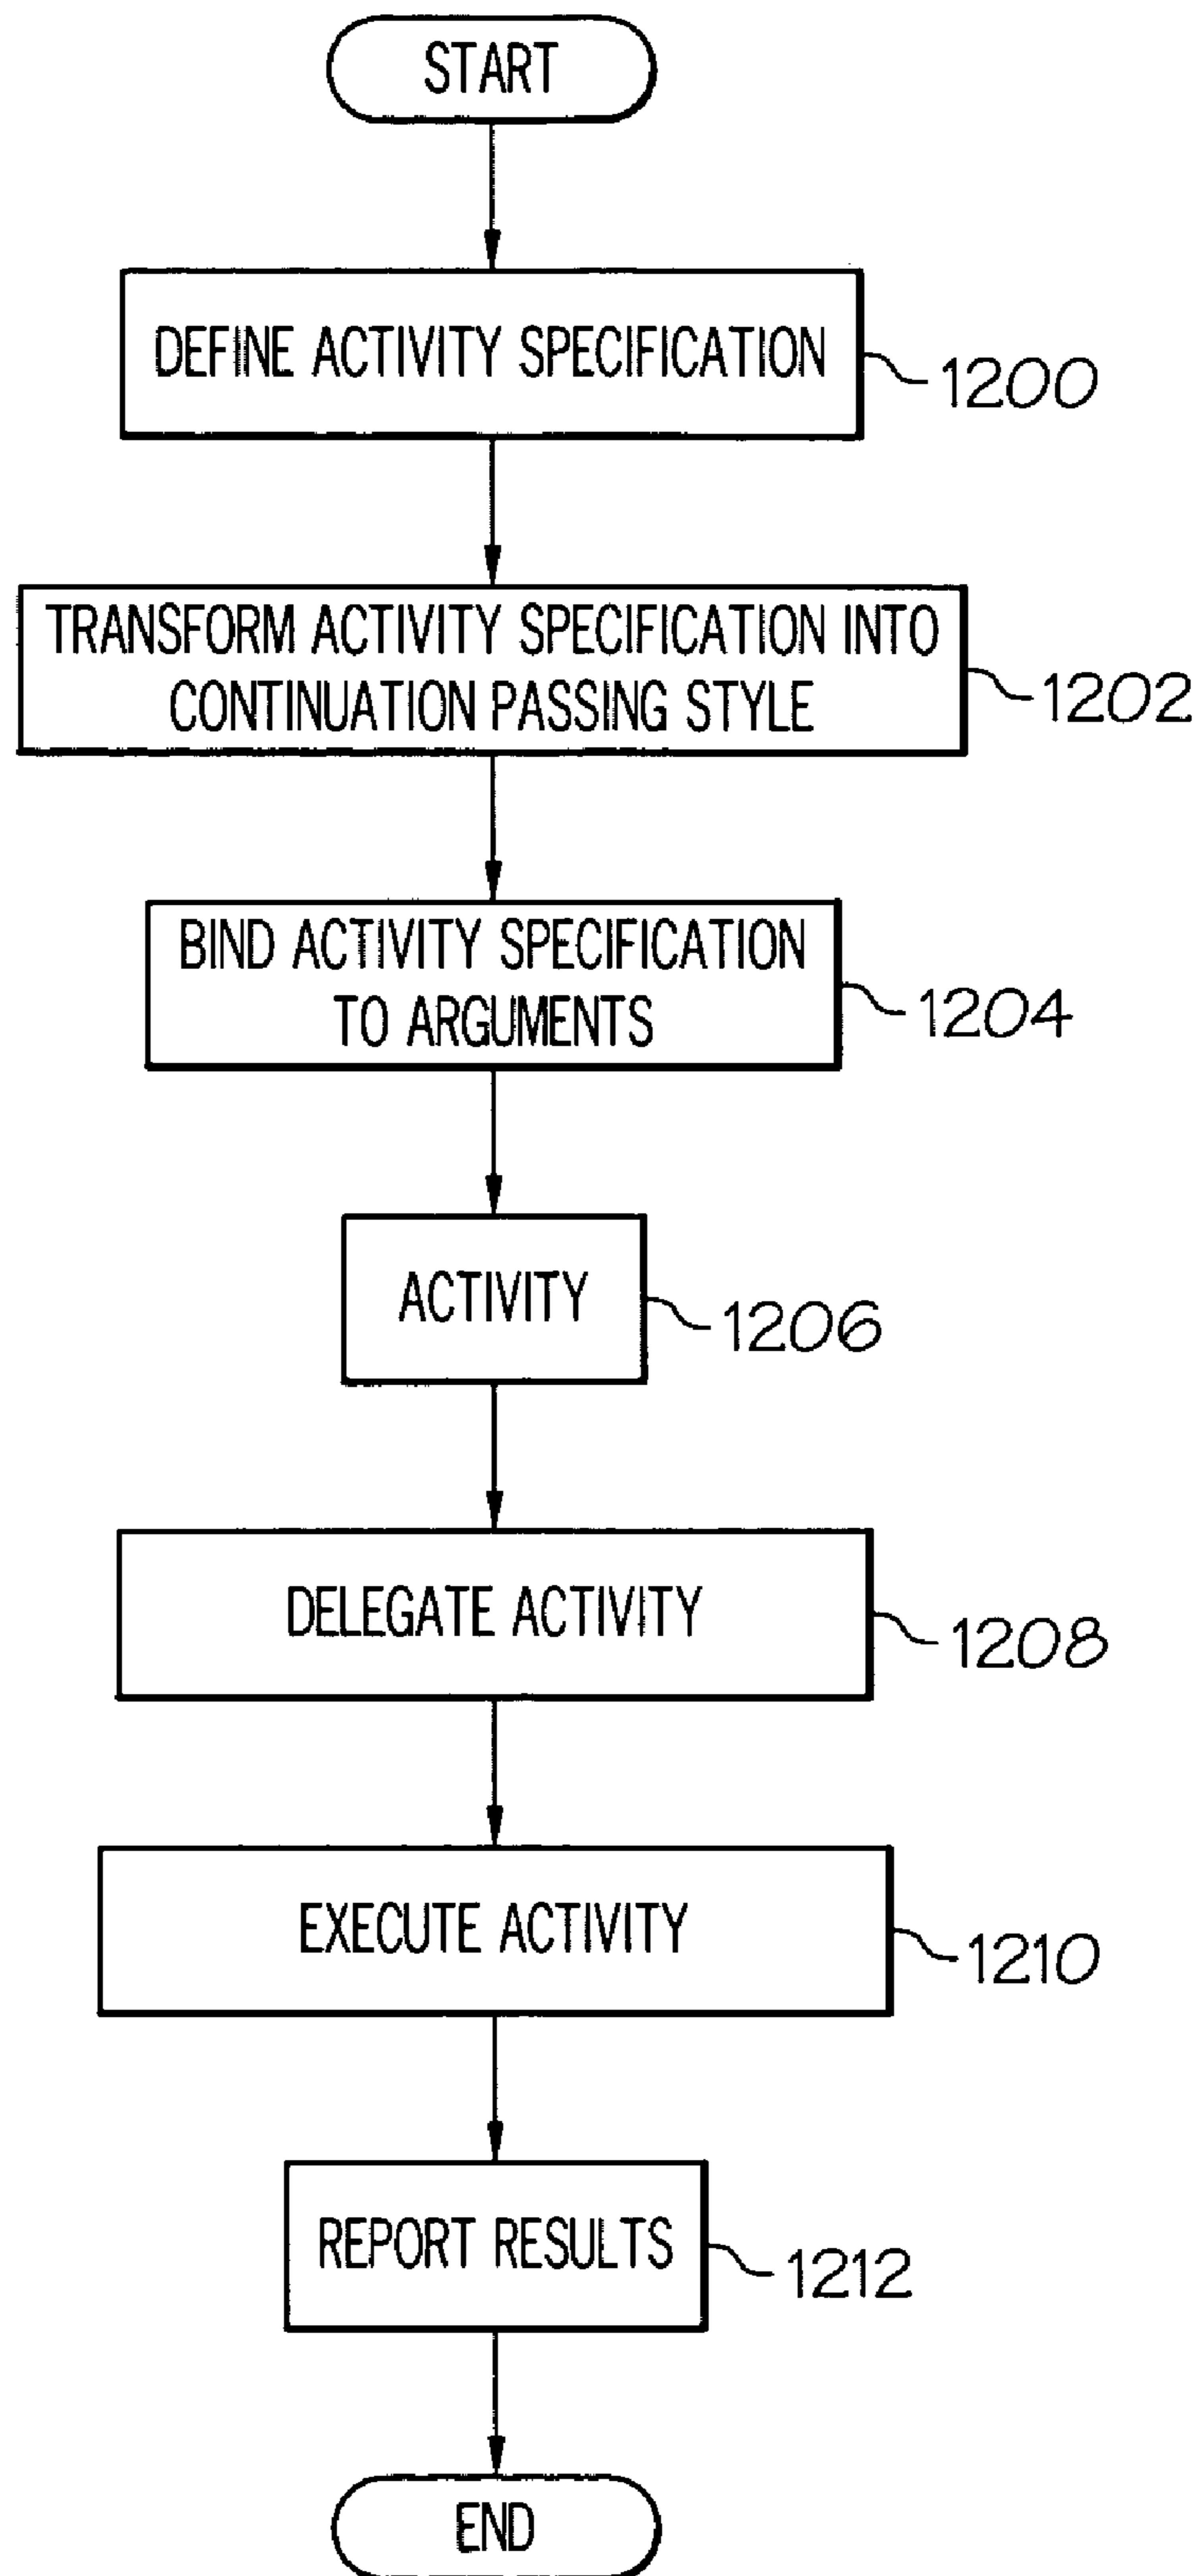 START
DEFINE ACTIVITY SPECIFICATION
1200
TRANSFORM ACTIVITY SPECIFICATION INTO
CONTINUATION PASSING STYLE
1202
BIND ACTIVITY SPECIFICATION
TO ARGUMENTS
1204
ACTIVITY
1206
DELEGATE ACTIVITY
1208
EXECUTE ACTIVITY
1210
REPORT RESULTS
1212
END